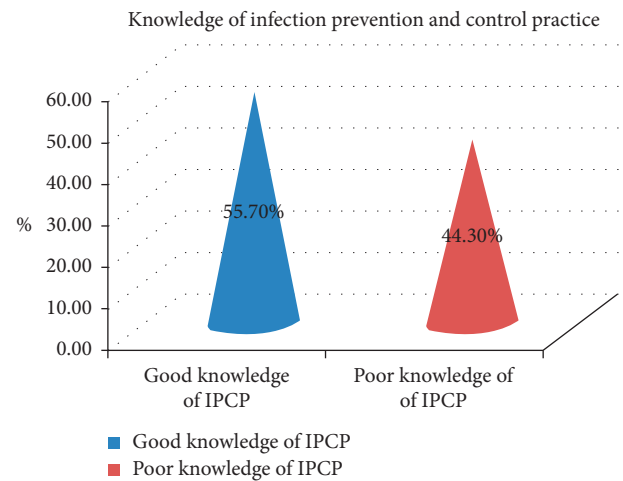 Knowledge of infection prevention and control practice
60.00
50.00
40.00
30.00
20.00
10.00
0.00
%
55.70%
44.30%
Good knowledge
of IPCP
Poor knowledge of
of IPCP
Good knowledge of IPCP
Poor knowledge of IPCP